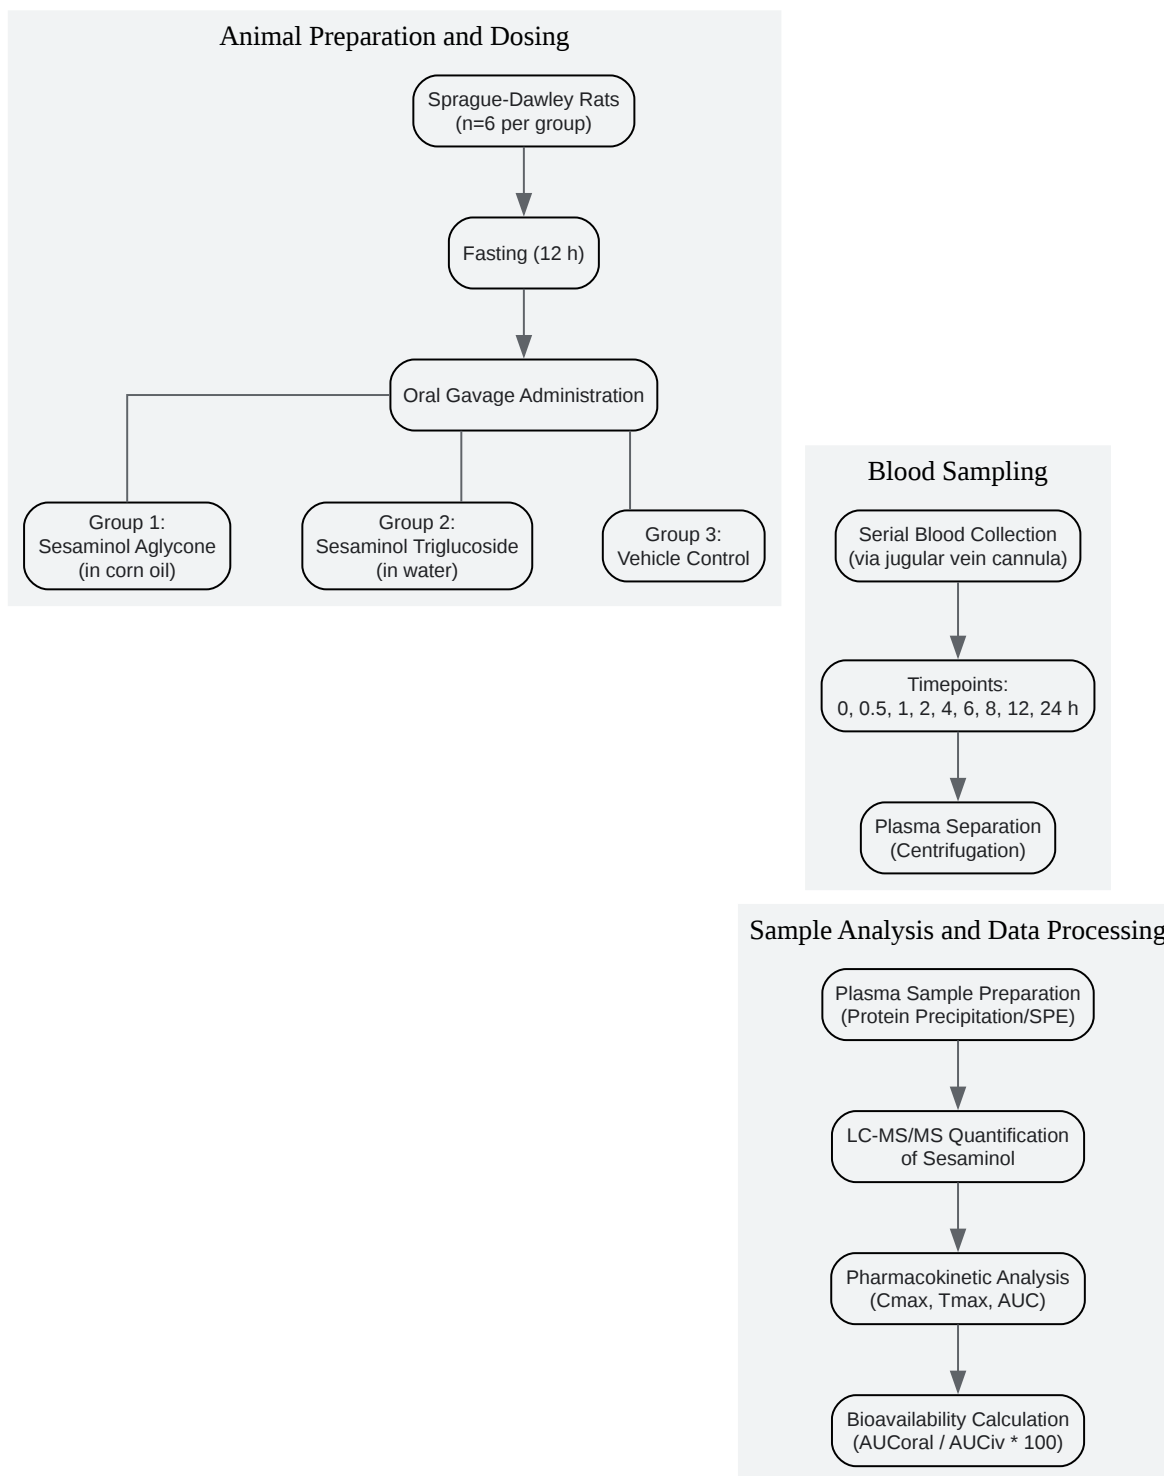 Animal Preparation and Dosing
Sprague-Dawley Rats
(n=6 per group)
Fasting (12 h)
Oral Gavage Administration
Group 1:
Sesaminol Aglycone
(in corn oil)
Group 2:
Sesaminol Triglucoside
(in water)
Group 3:
Vehicle Control
Blood Sampling
Serial Blood Collection
(via jugular vein cannula)
Timepoints:
0, 0.5, 1, 2, 4, 6, 8, 12, 24 h
Plasma Separation
(Centrifugation)
Sample Analysis and Data Processing
Plasma Sample Preparation
(Protein Precipitation/SPE)
LC-MS/MS Quantification
of Sesaminol
Pharmacokinetic Analysis
(Cmax, Tmax, AUC)
Bioavailability Calculation
(AUCoral / AUCiv * 100)